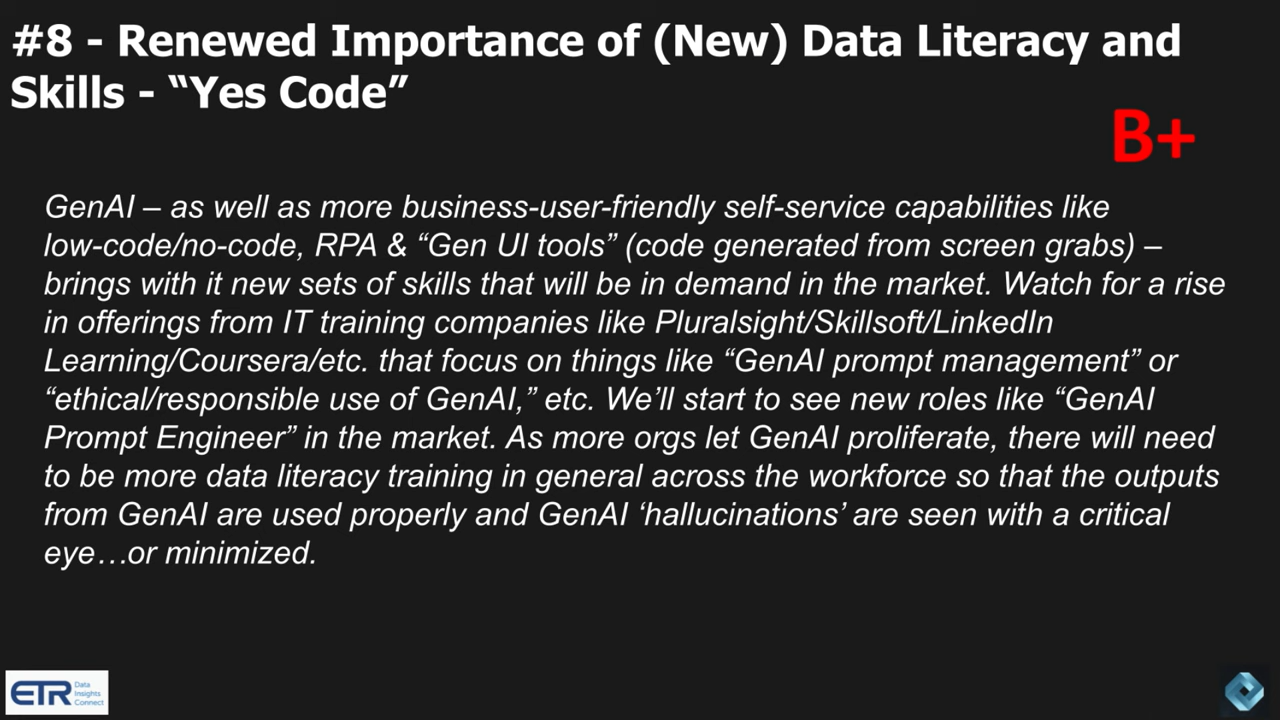 #8 - Renewed Importance of (New) Data Literacy and
Skills - “Yes Code”
B+
GenAI – as well as more business-user-friendly self-service capabilities like
low-code/no-code, RPA & “Gen UI tools” (code generated from screen grabs) –
brings with it new sets of skills that will be in demand in the market. Watch for a rise
in offerings from IT training companies like Pluralsight/Skillsoft/LinkedIn
Learning/Coursera/etc. that focus on things like “GenAI prompt management” or
“ethical/responsible use of GenAI,” etc. We’ll start to see new roles like “GenAI
Prompt Engineer” in the market. As more orgs let GenAI proliferate, there will need
to be more data literacy training in general across the workforce so that the outputs
from GenAI are used properly and GenAI ‘hallucinations’ are seen with a critical
eye…or minimized.
ETR
Data
Insights
Connect